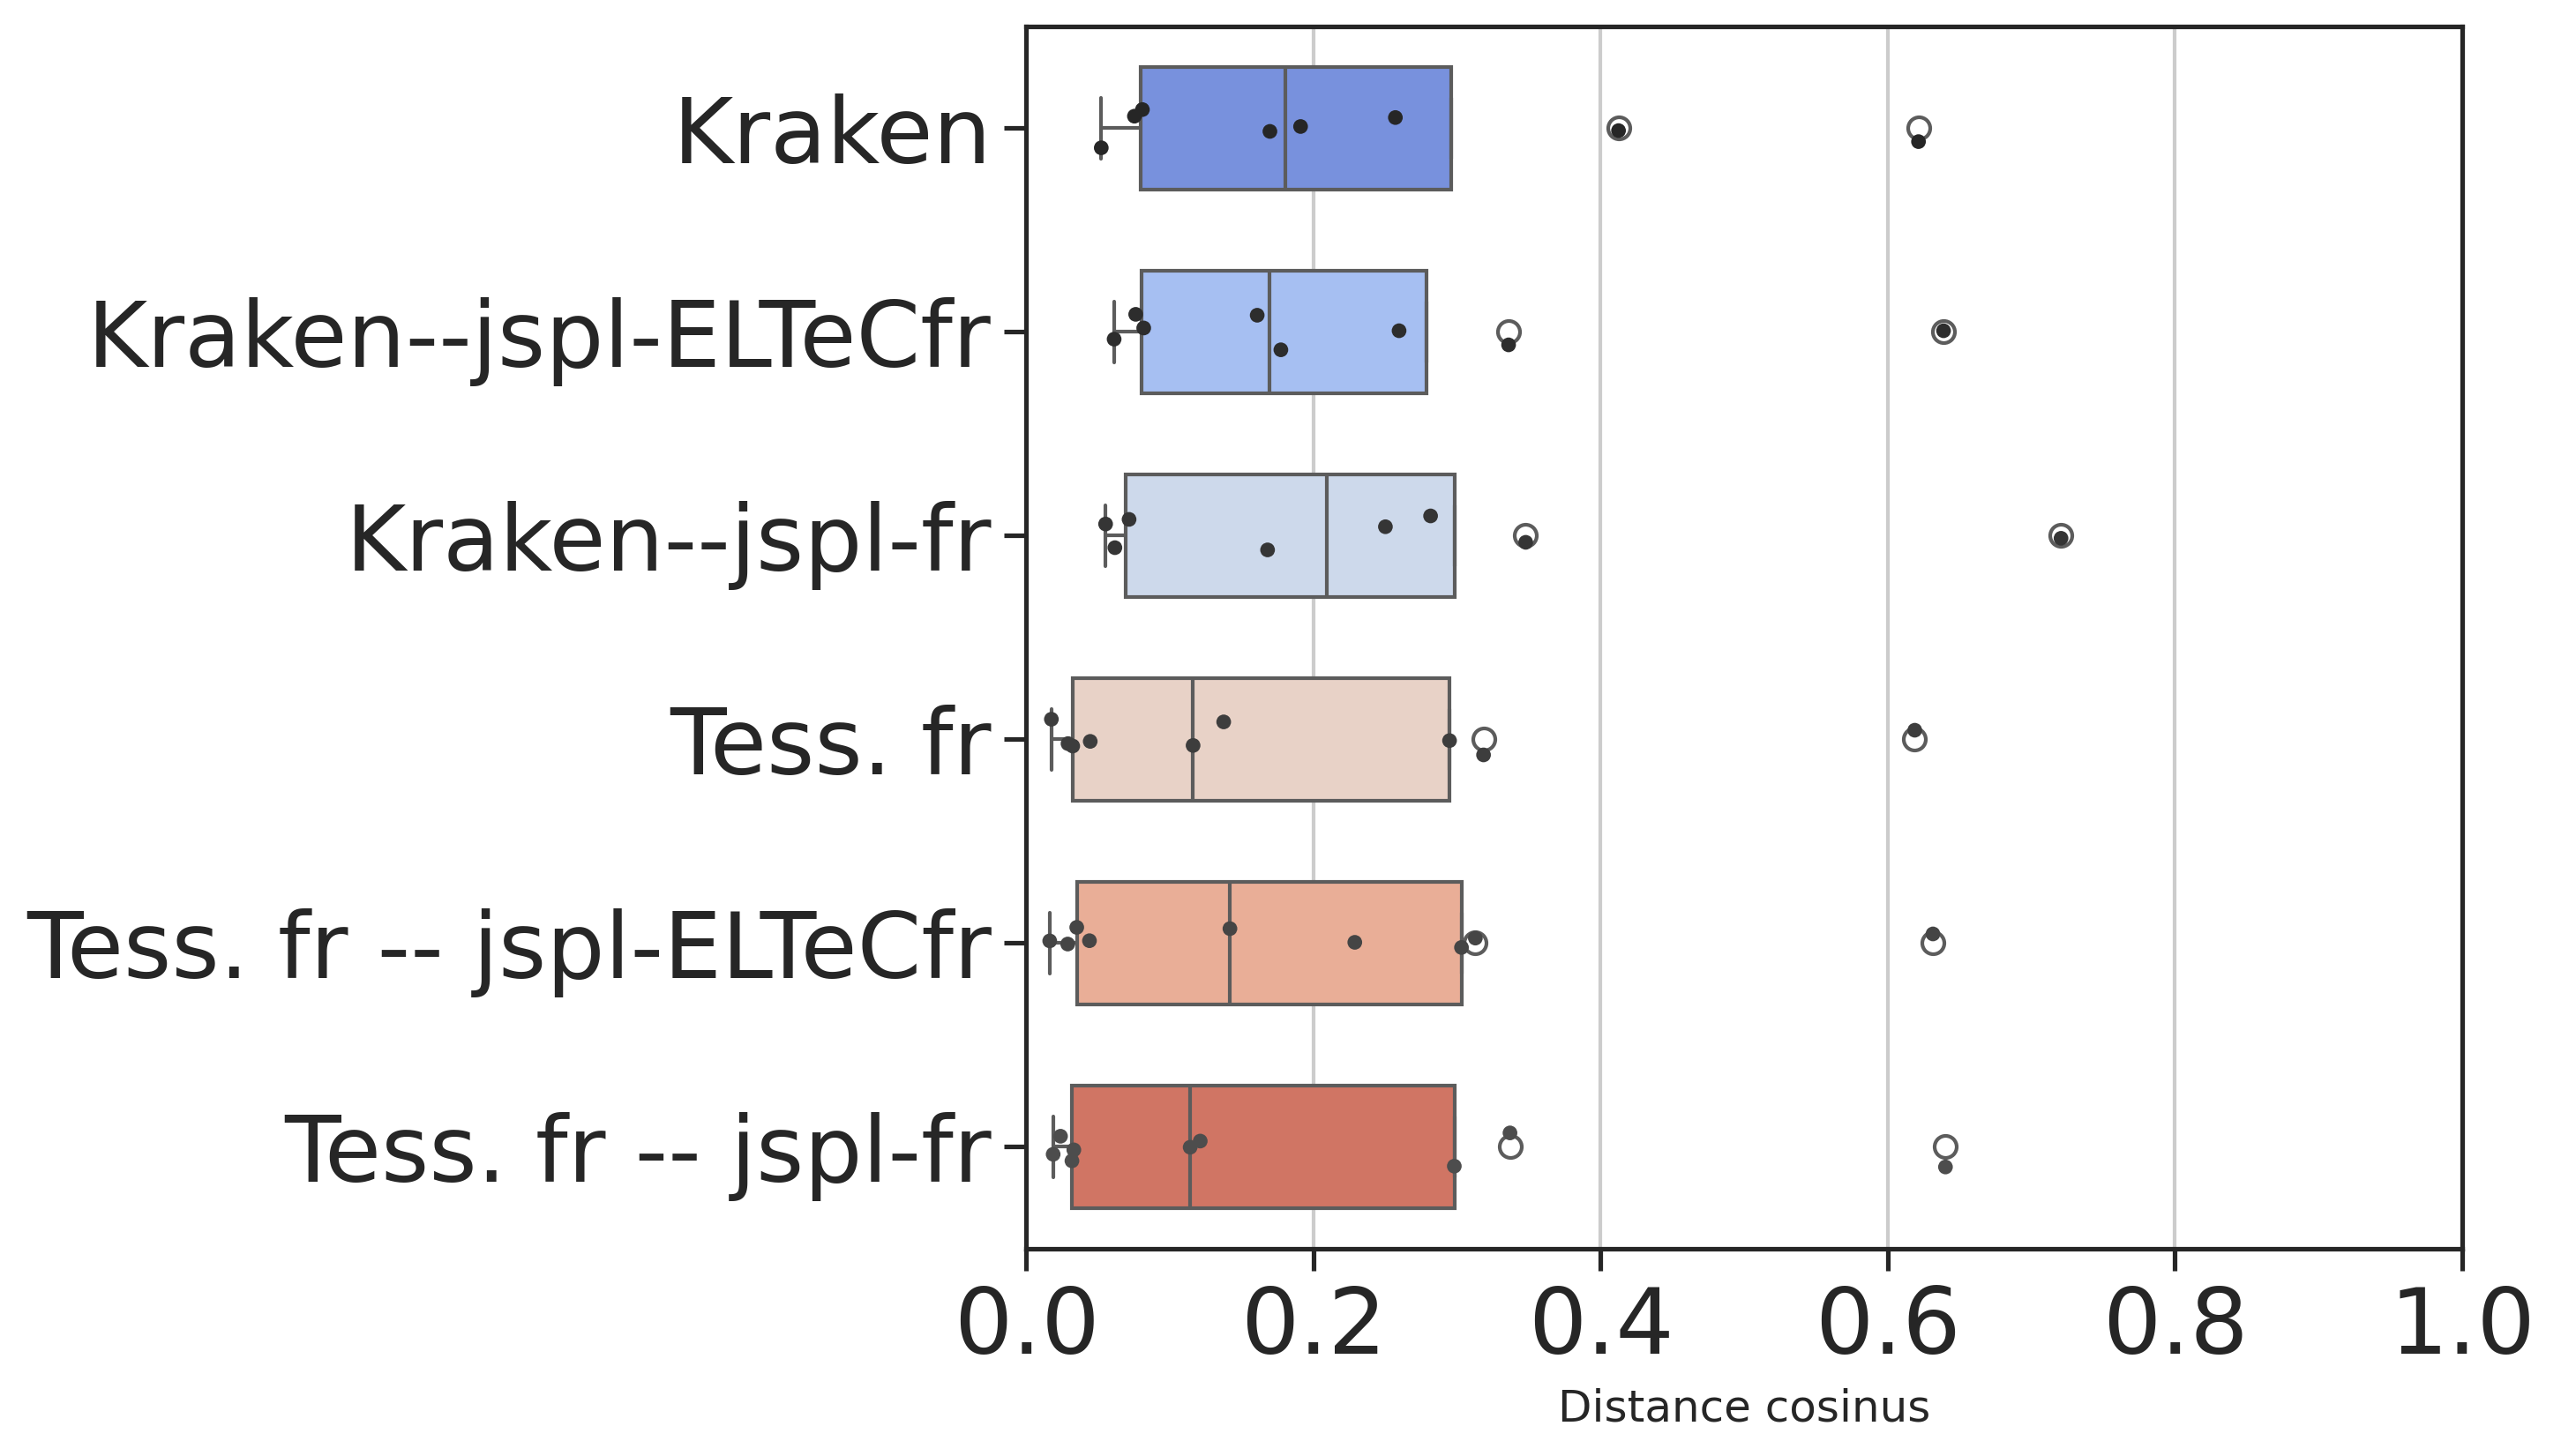 Kraken
Kraken--jspl-ELTeCfr
Kraken--jspl-fr
Tess. fr
Tess. fr -- jspl-ELTeCfr
Tess. fr -- jspl-fr
0.0 0.2 0.4 0.6 0.8 1.0
Distance cosinus